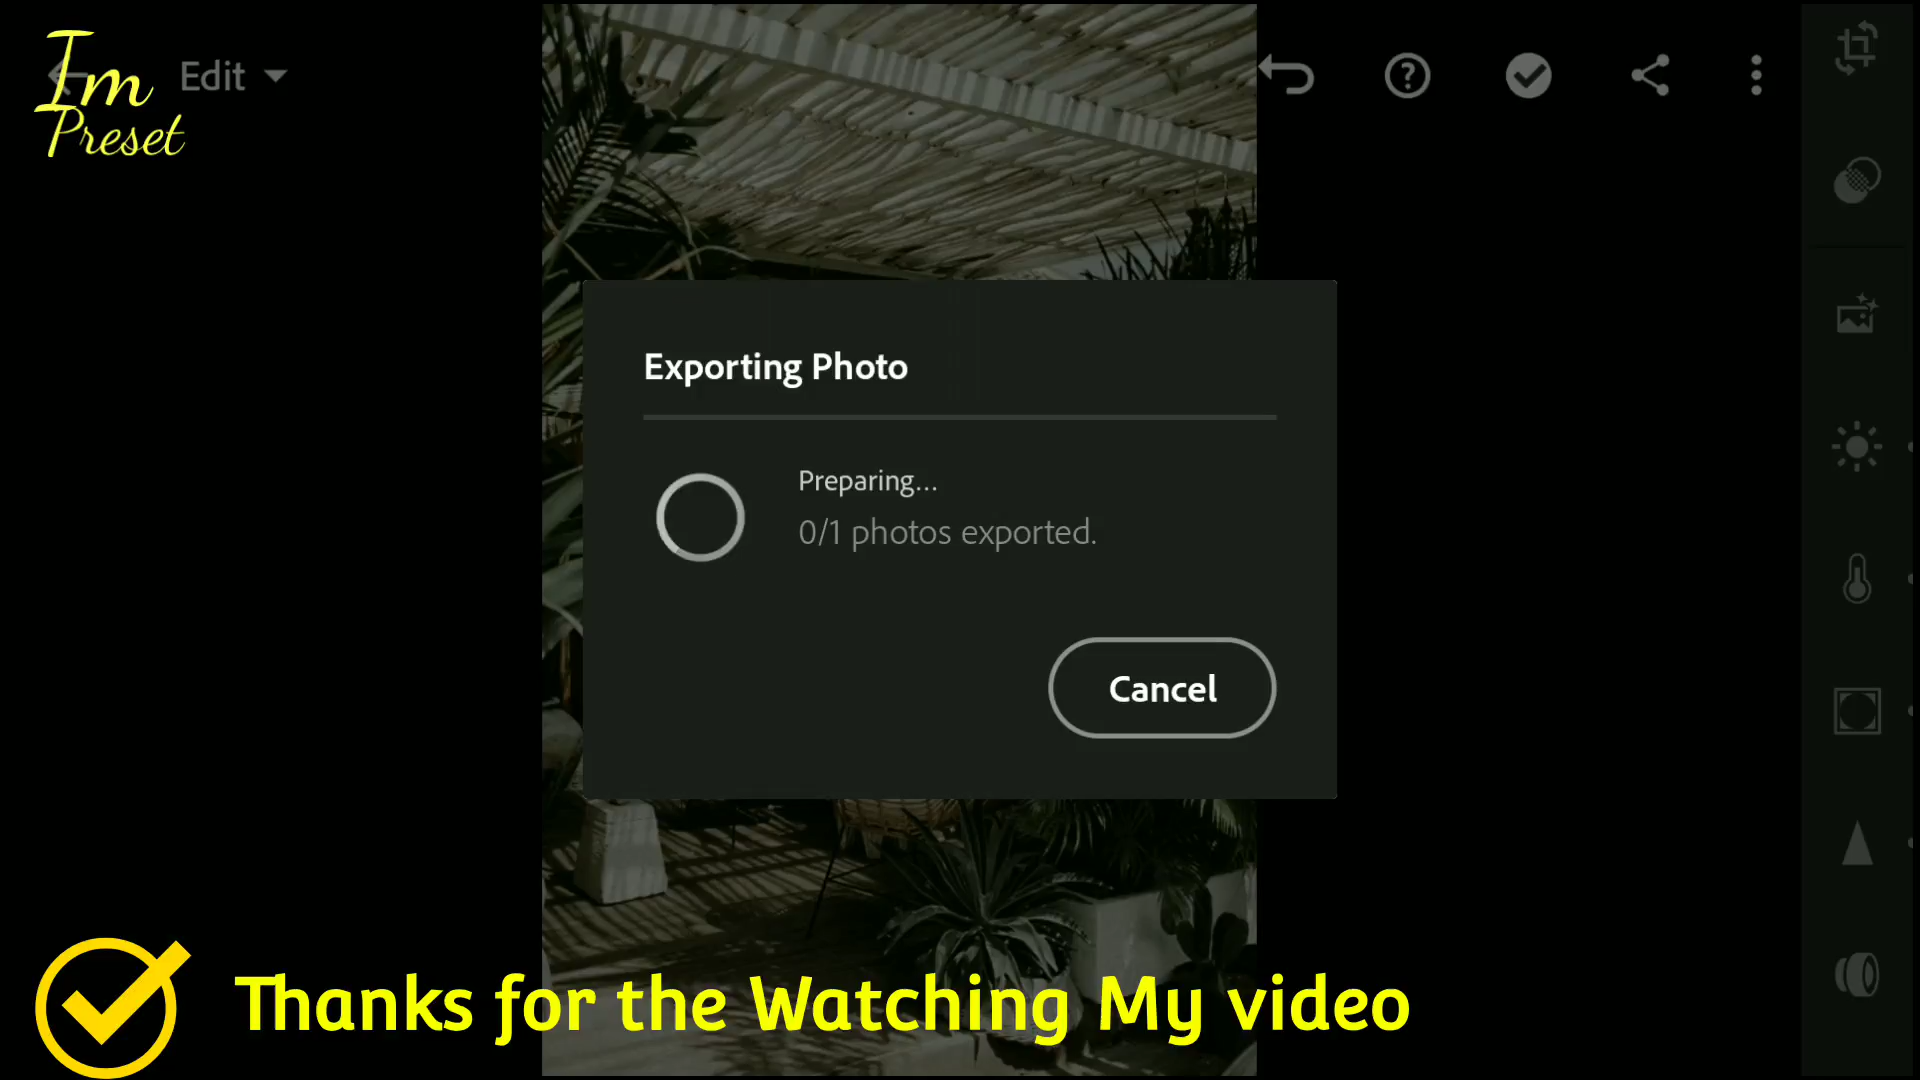 Im
Preset
Edit
Exporting Photo
Preparing...
0/1 photos exported.
Cancel
Thanks for the Watching My video